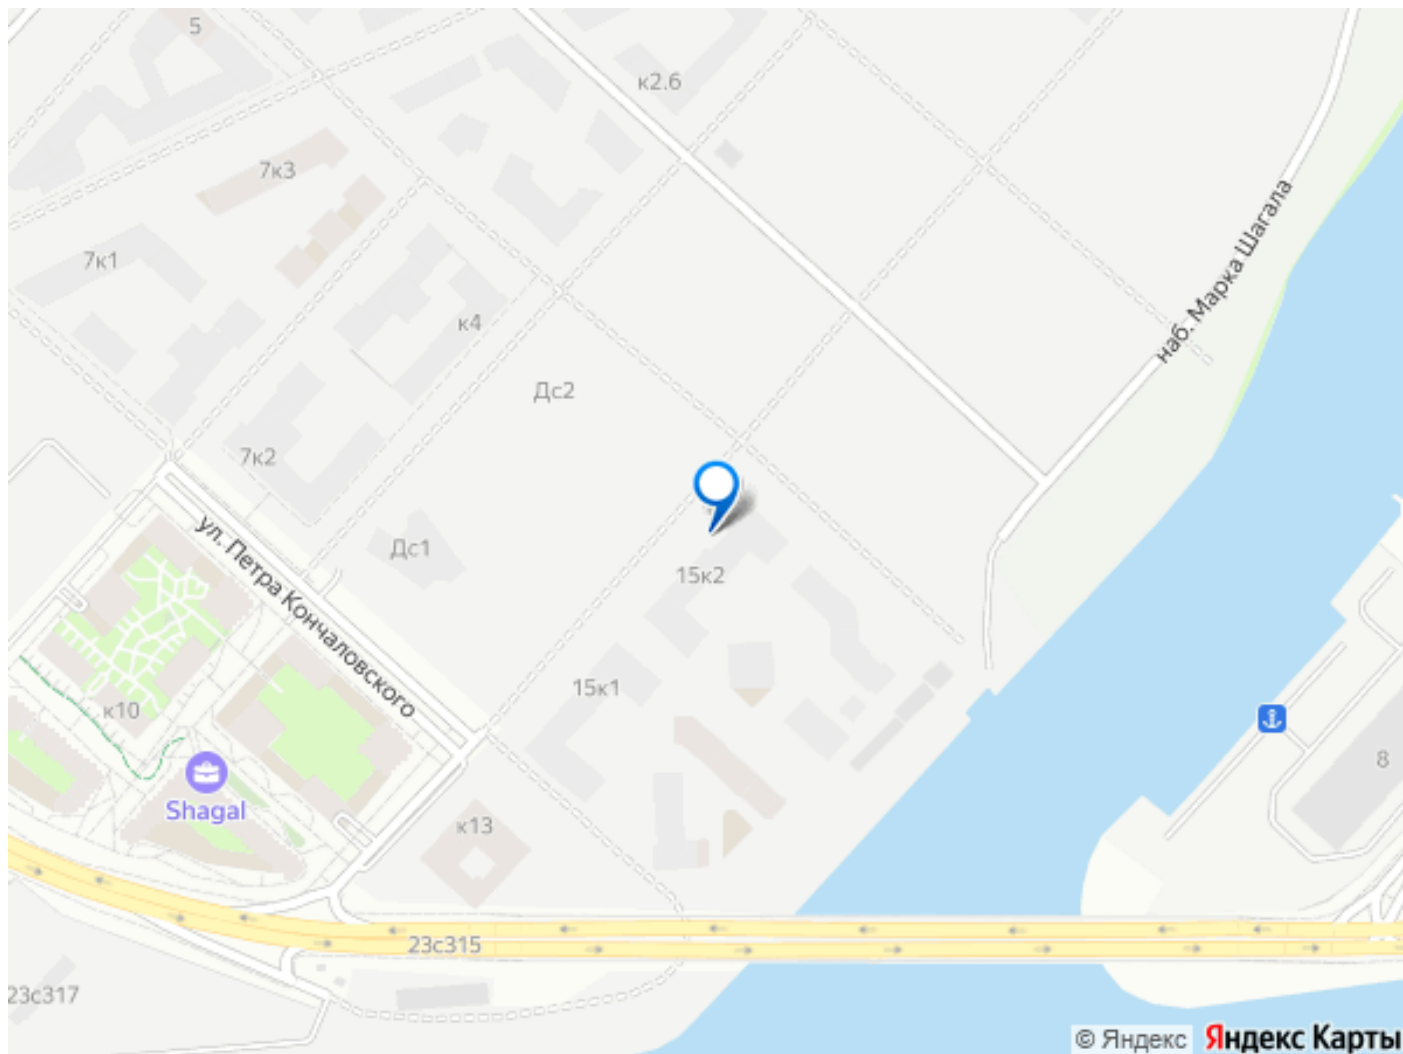 5
к2.6
7к3
7к1
к4
наб. Марка Шагала
Дс2
7к2
ул. Петра Кончаловского
Дс1
15к2
15к1
к10
Shagal
к13
8
23с315
23с317
© Яндекс
Яндекс Карты